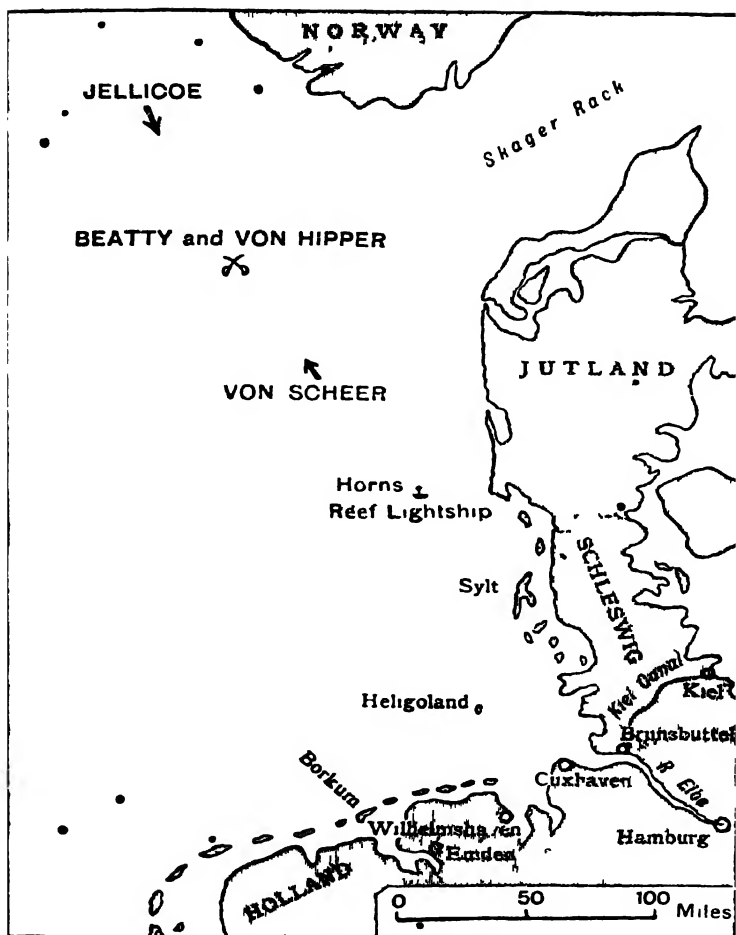 NORWAY
JELLICOE
Skager Rack
BEATTY and VON HIPPER
JUTLAND
VON SCHEER
Horns
Reef Lightship
SCHLESWIG
Sylt
Kiel Canal
Kiel
Heligoland
Brunsbuttel
Borkum
Cuxhaven
R Elbe
Wilhelmshaven
Hamburg
Emden
HOLLAND
0 50 100
Miles